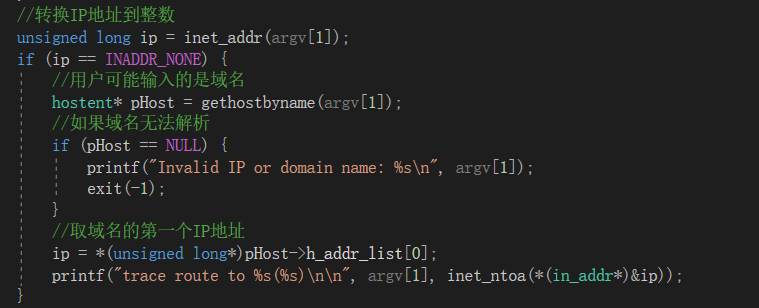 //转换IP地址到整数
unsigned long ip = inet_addr(argv[1]);
if (ip == INADDR_NONE) {
//用户可能输入的是域名
hostent* pHost = gethostbyname(argv[1]);
//如果域名无法解析
if (pHost == NULL) {
printf("Invalid IP or domain name: %s\n", argv[1]);
exit(-1);
}
//取域名的第一个IP地址
ip = *(unsigned long*)pHost->h_addr_list[0];
printf("trace route to %s(%s)\n\n", argv[1], inet_ntoa(*(in_addr*)&ip));
}